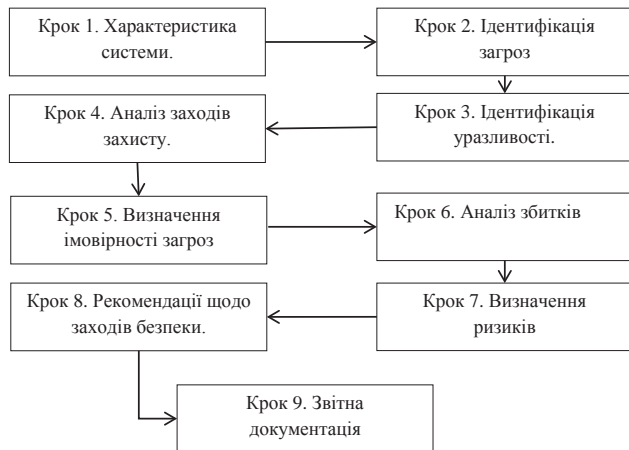 Крок 1. Характеристика
системи.
Крок 2. Ідентифікація
загроз
Крок 3. Ідентифікація
уразливості.
Крок 4. Аналіз заходів
захисту.
Крок 5. Визначення
імовірності загроз
Крок 6. Аналіз збитків
Крок 7. Визначення
ризиків
Крок 8. Рекомендації щодо
заходів безпеки.
Крок 9. Звітна
документація